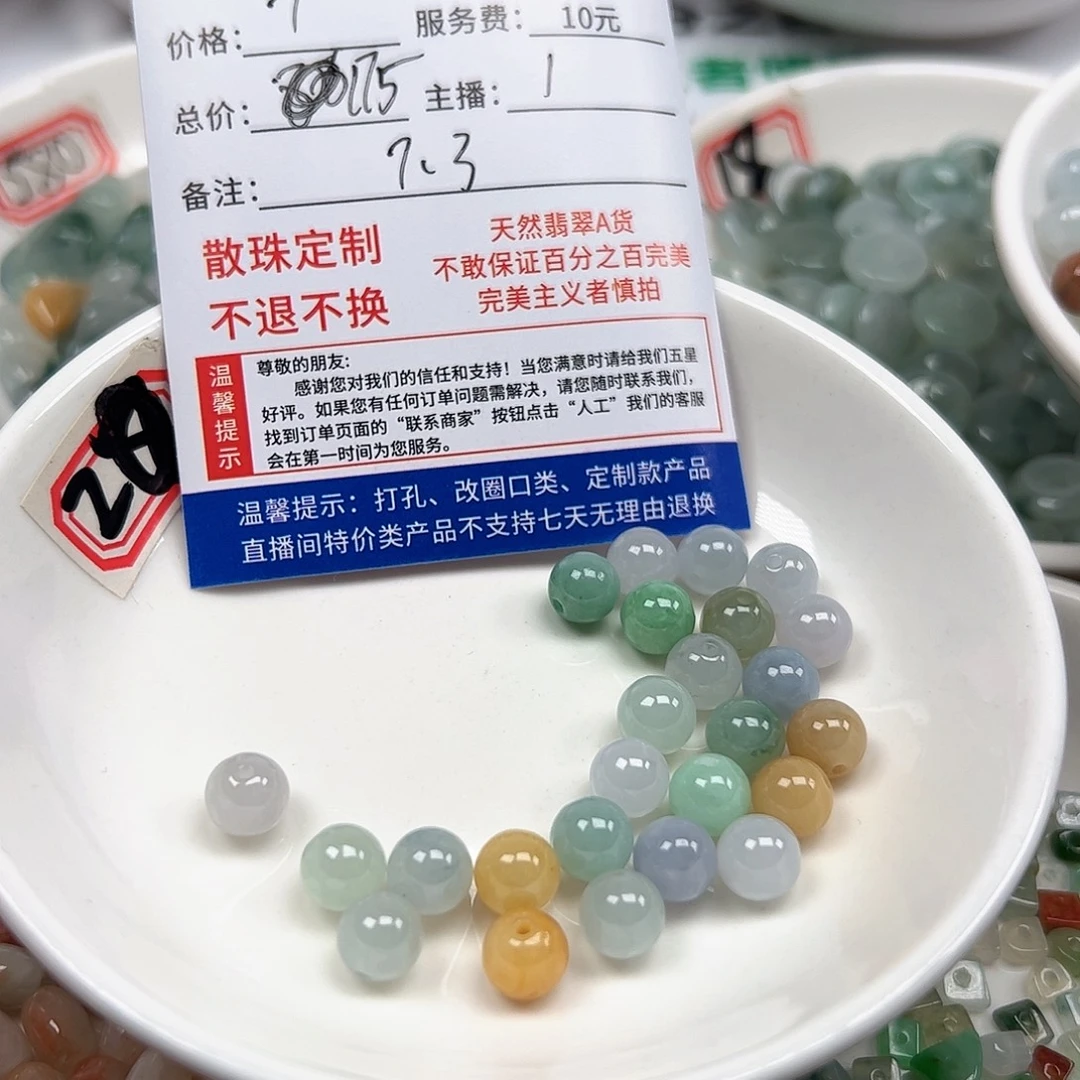 价格： 7 服务费： 10元
总价： 175 主播： 1
备注： 7.3
散珠定制
不退不换
天然翡翠A货
不敢保证百分之百完美
完美主义者慎拍
温馨提示
尊敬的朋友:
感谢您对我们的信任和支持！当您满意时请给我们五星
好评。如果您有任何订单问题需解决，请您随时联系我们，
找到订单页面的“联系商家”按钮点击“人工”我们的客服
会在第一时间为您服务。
温馨提示：打孔、改圈口类、定制款产品
直播间特价类产品不支持七天无理由退换
580
18
28